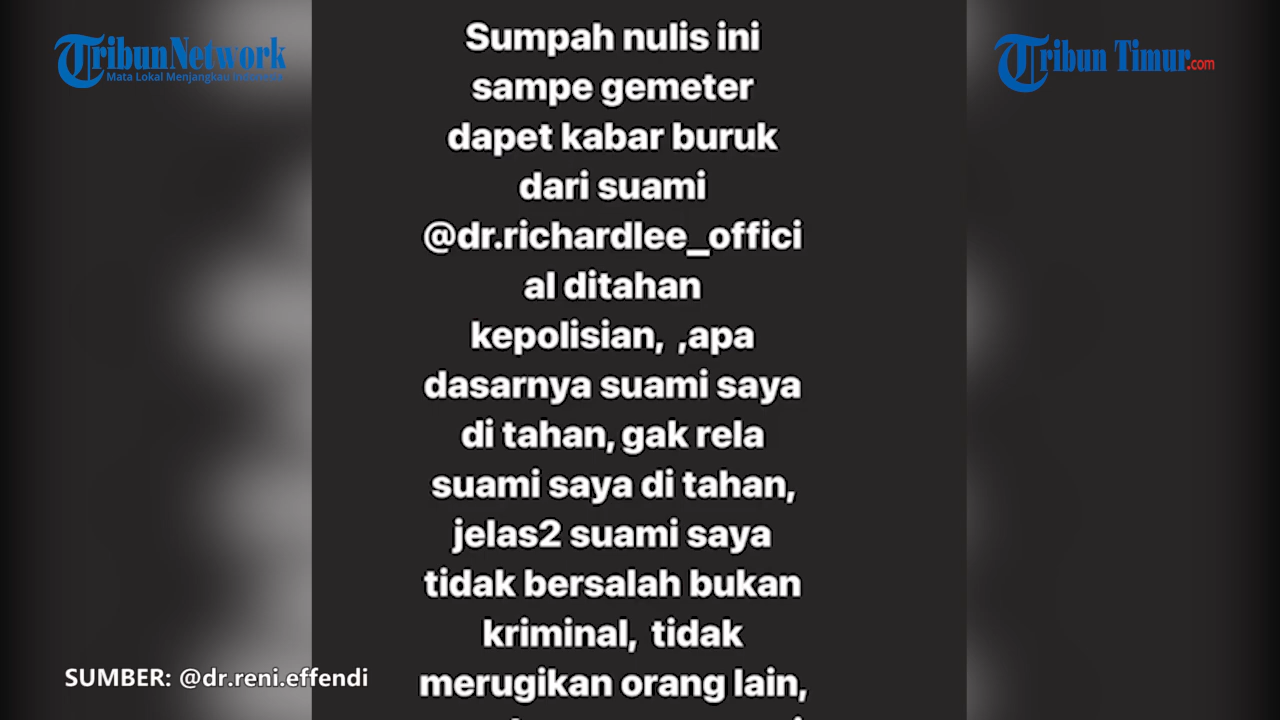 TribunNetwork
Mata Lokal Menjangkau Indonesia
Tribun Timur.com
Sumpah nulis ini
sampe gemeter
dapet kabar buruk
dari suami
@dr.richardlee_offici
al ditahan
kepolisian, ,apa
dasarnya suami saya
di tahan, gak rela
suami saya di tahan,
jelas2 suami saya
tidak bersalah bukan
kriminal, tidak
merugikan orang lain,
SUMBER: @dr.reni.effendi